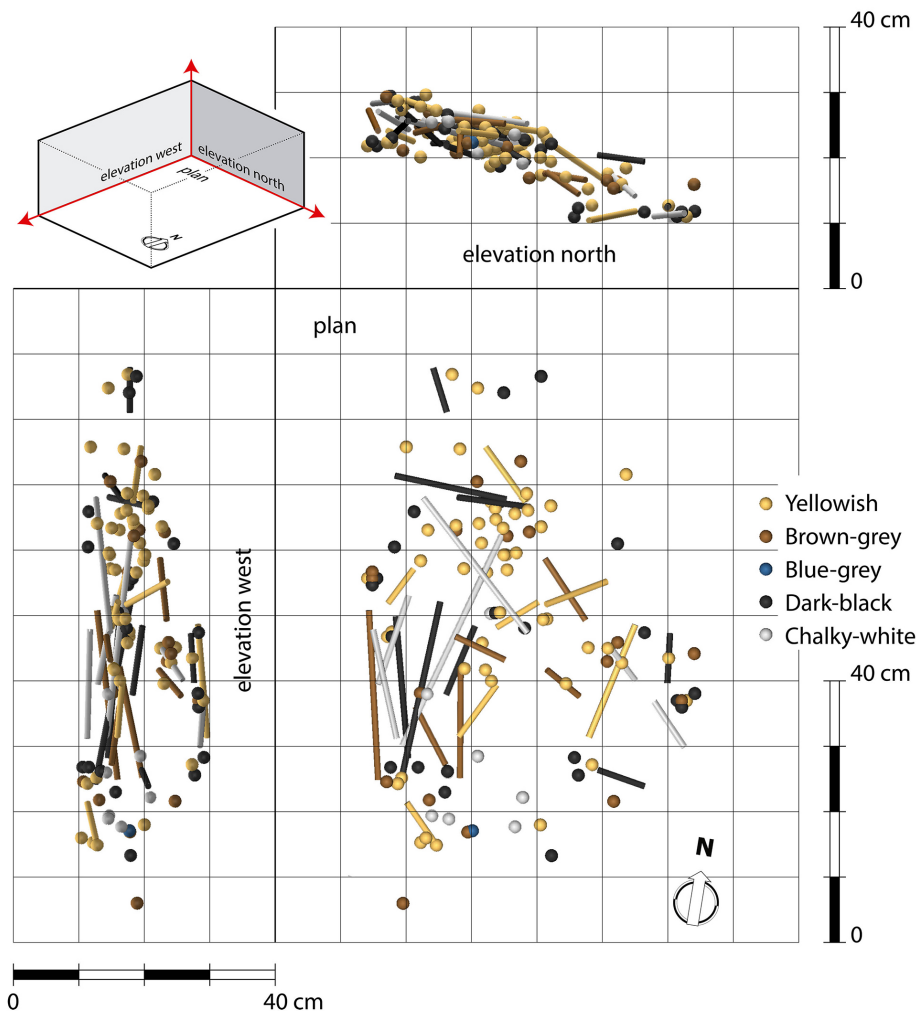 40 cm
elevation west
elevation north
plan
N
elevation north
0
plan
Yellowish
Brown-grey
Blue-grey
Dark-black
Chalky-white
elevation west
40 cm
N
0
0
40 cm